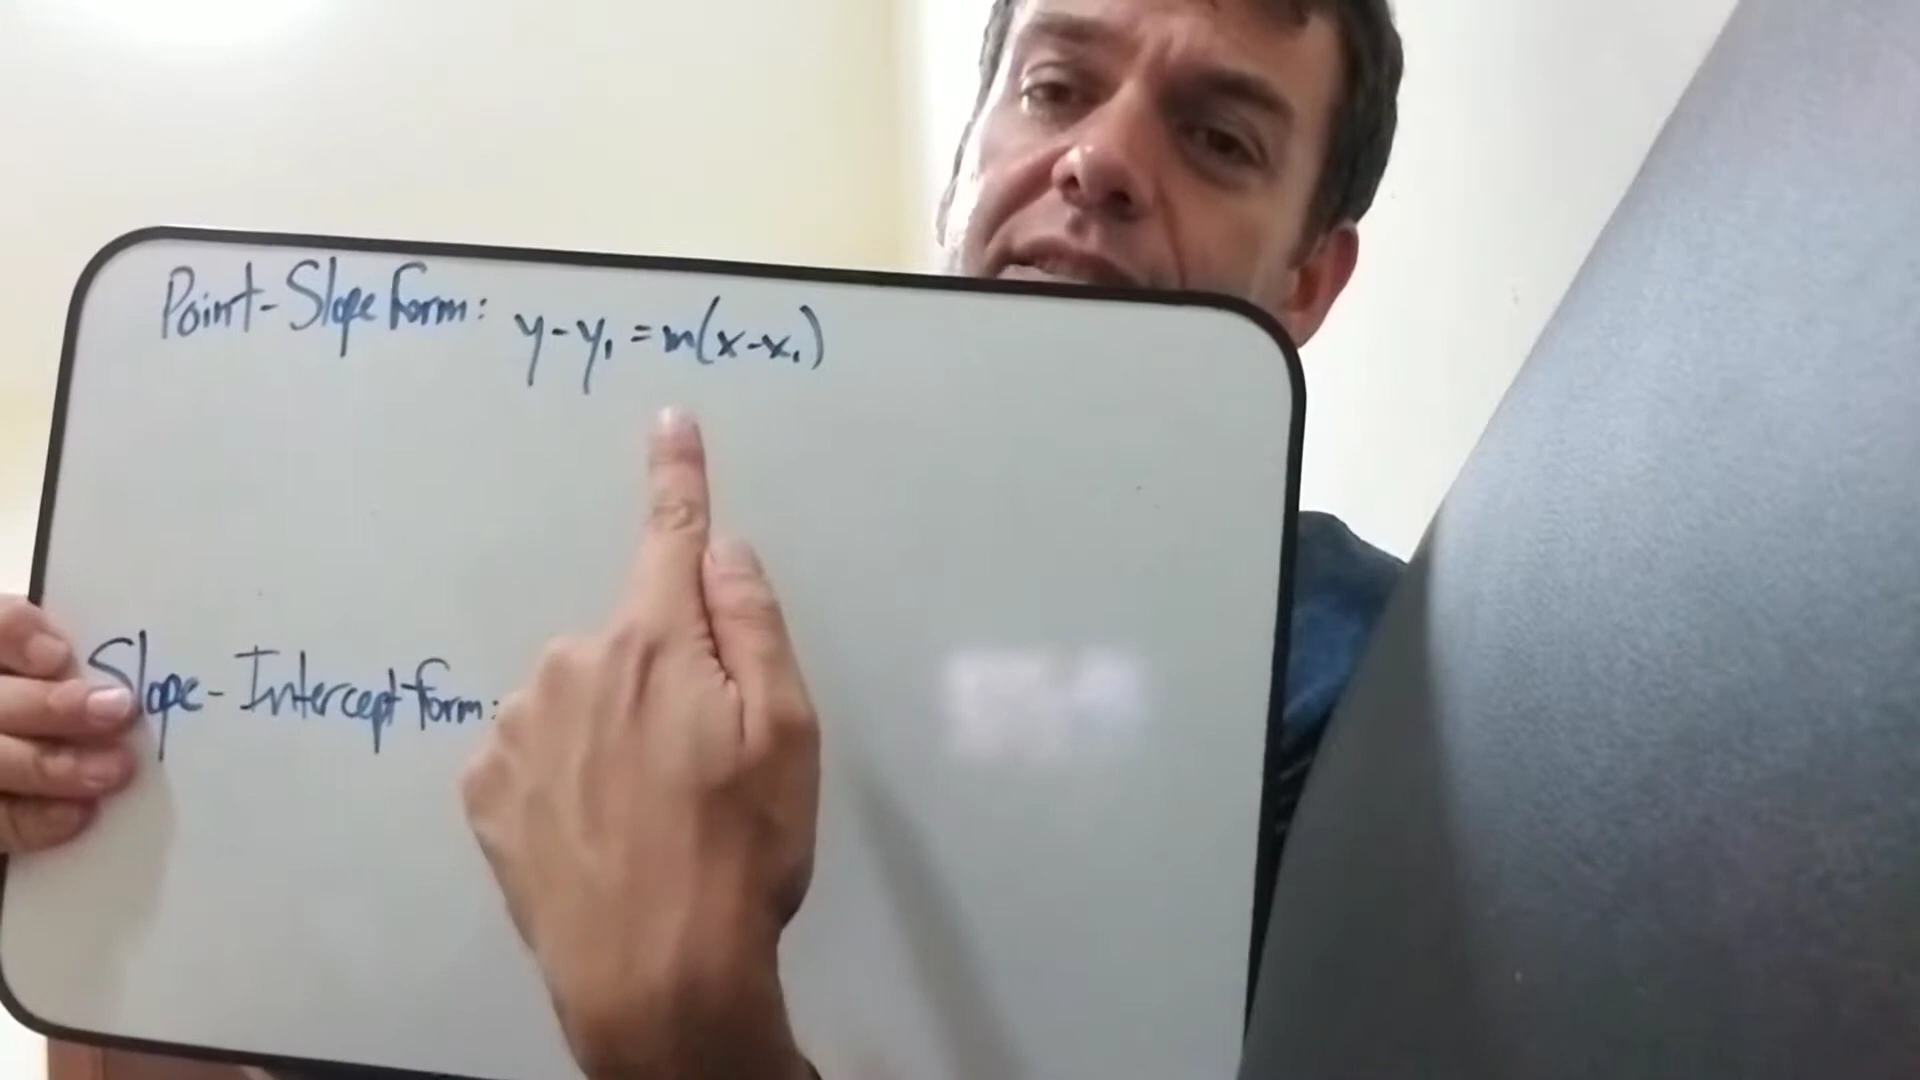 Point-Slope Form: y-y₁ = m(x-x₁)
Slope-Intercept Form: